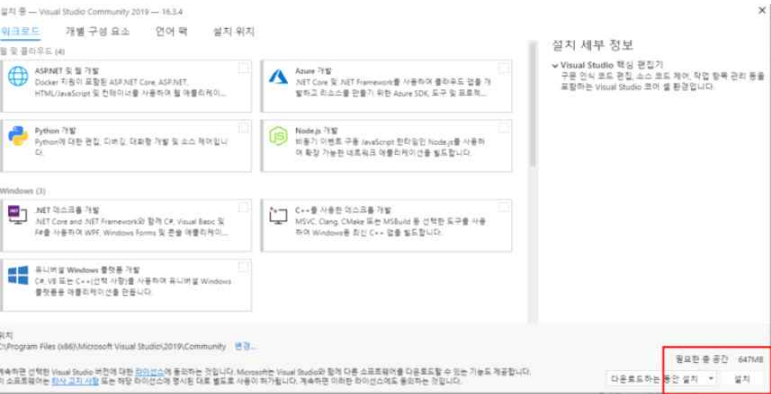 설치 중 — Visual Studio Community 2019 — 16.3.4
워크로드 개별 구성 요소 언어 팩 설치 위치
웹 및 클라우드 (4)
ASP.NET 및 웹 개발
Docker 지원이 포함된 ASP.NET Core, ASP.NET,
HTML/JavaScript 및 컨테이너를 사용하여 웹 애플리케이...
Azure 개발
.NET Core 및 .NET Framework를 사용하여 클라우드 앱을 개
발하고 리소스를 만들기 위한 Azure SDK, 도구 및 프로젝...
Python 개발
Python에 대한 편집, 디버깅, 대화형 개발 및 소스 제어입니
다.
Node.js 개발
비동기 이벤트 구동 JavaScript 런타임인 Node.js를 사용하
여 확장 가능한 네트워크 애플리케이션을 빌드합니다.
Windows (3)
.NET 데스크톱 개발
.NET Core and .NET Framework와 함께 C#, Visual Basic 및
F#을 사용하여 WPF, Windows Forms 및 콘솔 애플리케이...
C++를 사용한 데스크톱 개발
MSVC, Clang, CMake 또는 MSBuild 등 선택한 도구를 사용
하여 Windows용 최신 C++ 앱을 빌드합니다.
유니버설 Windows 플랫폼 개발
C#, VB 또는 C++(선택 사항)를 사용하여 유니버설 Windows
플랫폼용 애플리케이션을 만듭니다.
설치 세부 정보
Visual Studio 핵심 편집기
구문 인식 코드 편집, 소스 코드 제어, 작업 항목 관리 등을
포함하는 Visual Studio 코어 셸 환경입니다.
위치
C:\Program Files (x86)\Microsoft Visual Studio\2019\Community 변경...
계속하면 선택한 Visual Studio 버전에 대한 라이선스에 동의하는 것입니다. Microsoft는 Visual Studio와 함께 다른 소프트웨어를 다운로드할 수 있는 기능도 제공합니다.
이 소프트웨어는 타사 고지 사항 또는 해당 라이선스에 명시된 대로 별도로 사용이 허가됩니다. 계속하면 이러한 라이선스에도 동의하는 것입니다.
필요한 총 공간 647MB
다운로드하는 동안 설치 설치